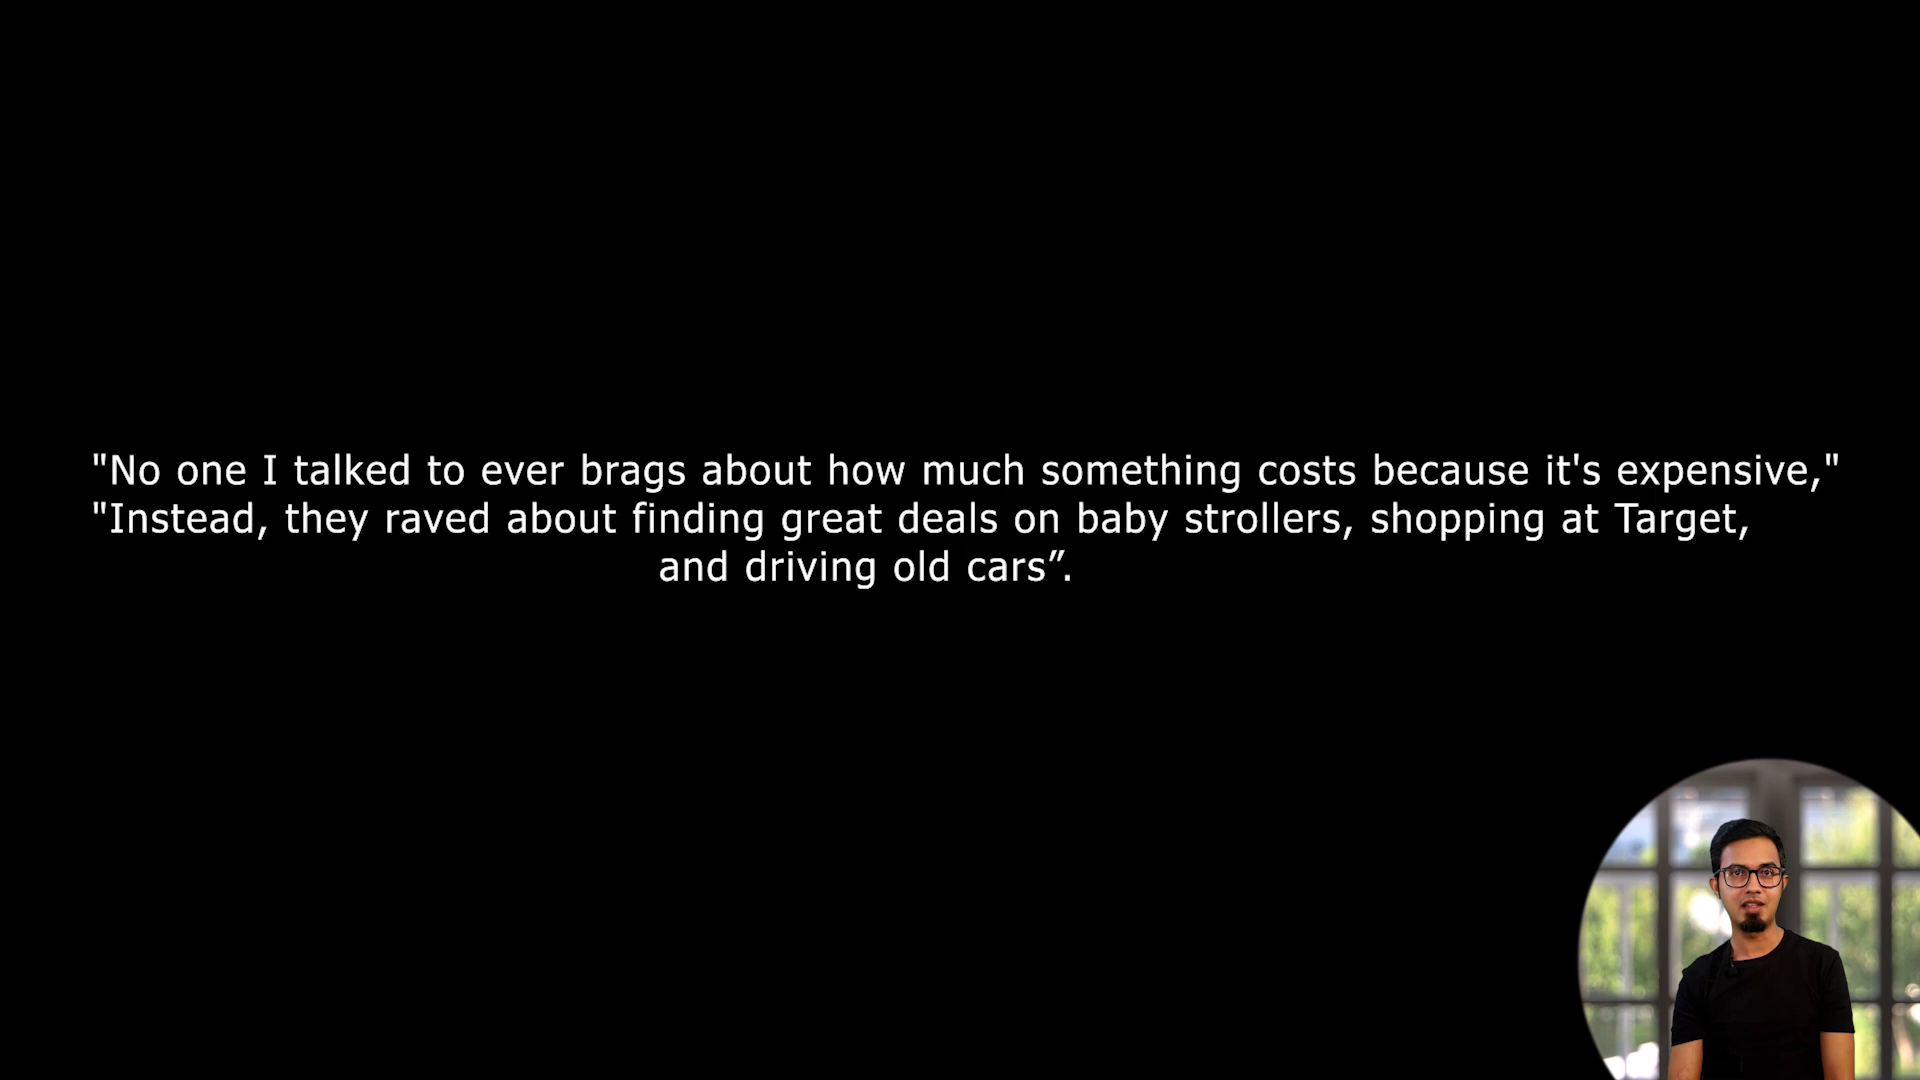 "No one I talked to ever brags about how much something costs because it's expensive,"
"Instead, they raved about finding great deals on baby strollers, shopping at Target,
and driving old cars”.